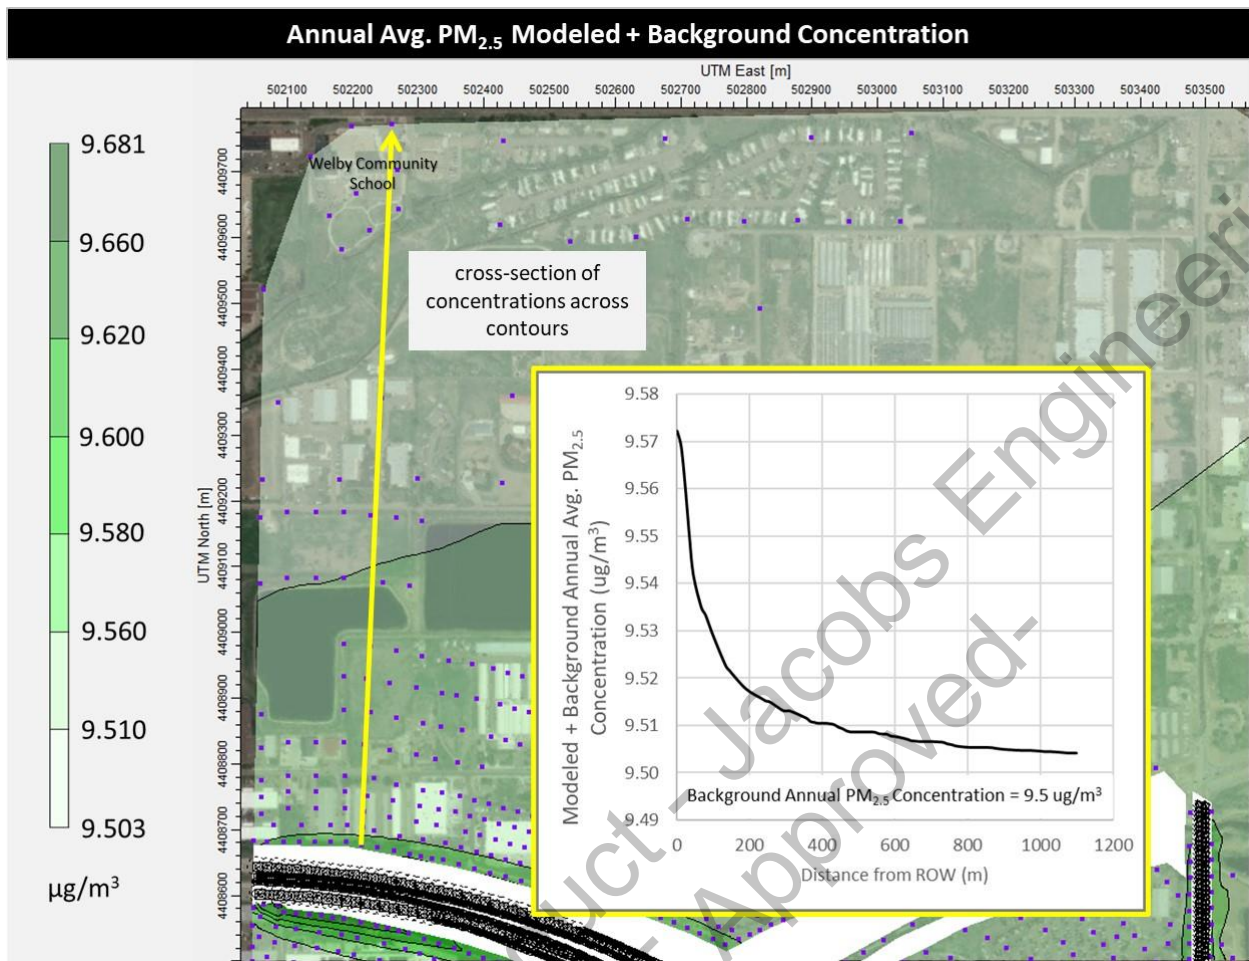 Annual Avg. PM2.5 Modeled + Background Concentration
UTM East [m]
502100 502200 502300 502400 502500 502600 502700 502800 502900 503000 503100 503200 503300 503400 503500
9.681
9.660
9.620
9.600
9.580
9.560
9.510
9.503
µg/m³
UTM North [m]
4409700
4409600
4409500
4409400
4409300
4409200
4409100
4409000
4408900
4408800
4408700
4408600
Welby Community
School
cross-section of
concentrations across
contours
Modeled + Background Annual Avg. PM2.5
Concentration (ug/m³)
9.58
9.57
9.56
9.55
9.54
9.53
9.52
9.51
9.50
9.49
Background Annual PM2.5 Concentration = 9.5 ug/m³
0 200 400 600 800 1000 1200
Distance from ROW (m)
uct - Jacobs Engineeri
- Approved-